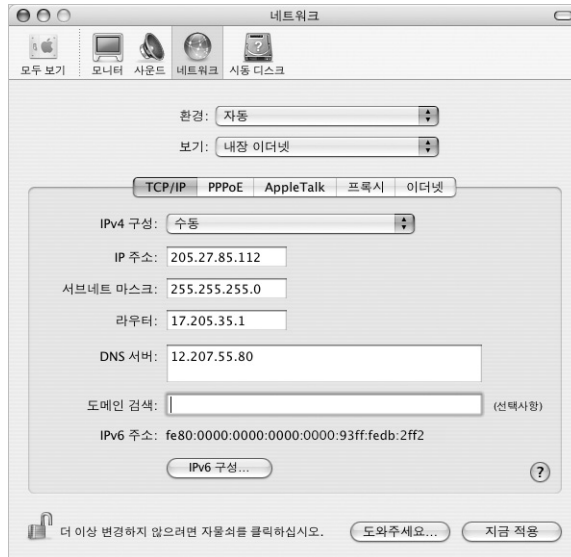 네트워크
모두 보기
모니터
사운드
네트워크
시동 디스크
환경: 자동
보기: 내장 이더넷
TCP/IP PPPoE AppleTalk 프록시 이더넷
IPv4 구성: 수동
IP 주소: 205.27.85.112
서브네트 마스크: 255.255.255.0
라우터: 17.205.35.1
DNS 서버: 12.207.55.80
도메인 검색: (선택사항)
IPv6 주소: fe80:0000:0000:0000:0000:93ff:fedb:2ff2
IPv6 구성...
?
더 이상 변경하지 않으려면 자물쇠를 클릭하십시오. 도와주세요... 지금 적용